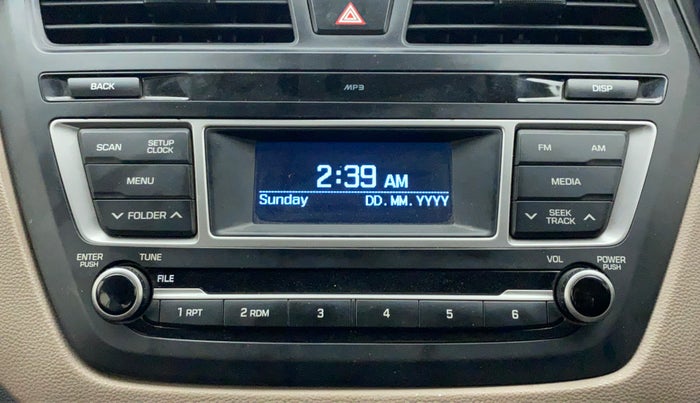 BACK
MP3
DISP
SCAN
SETUP
CLOCK
MENU
FOLDER
2:39 AM
Sunday DD.MM.YYYY
FM AM
MEDIA
SEEK
TRACK
ENTER
PUSH
TUNE
FILE
VOL
POWER
PUSH
1 RPT
2 RDM
3
4
5
6